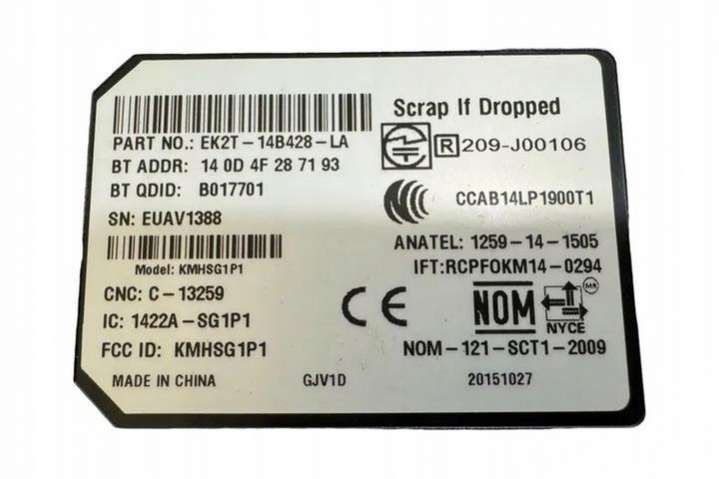 Scrap If Dropped
PART NO.: EK2T-14B428-LA
R 209-J00106
BT ADDR: 14 0D 4F 28 71 93
BT QDID: B017701
CCAB14LP1900T1
SN: EUAV1388
ANATEL: 1259-14-1505
Model: KMHSG1P1
IFT:RCPFOKM14-0294
CNC: C-13259
CE
NOM
MR
NYCE
IC: 1422A-SG1P1
FCC ID: KMHSG1P1
NOM-121-SCT1-2009
MADE IN CHINA GJV1D 20151027